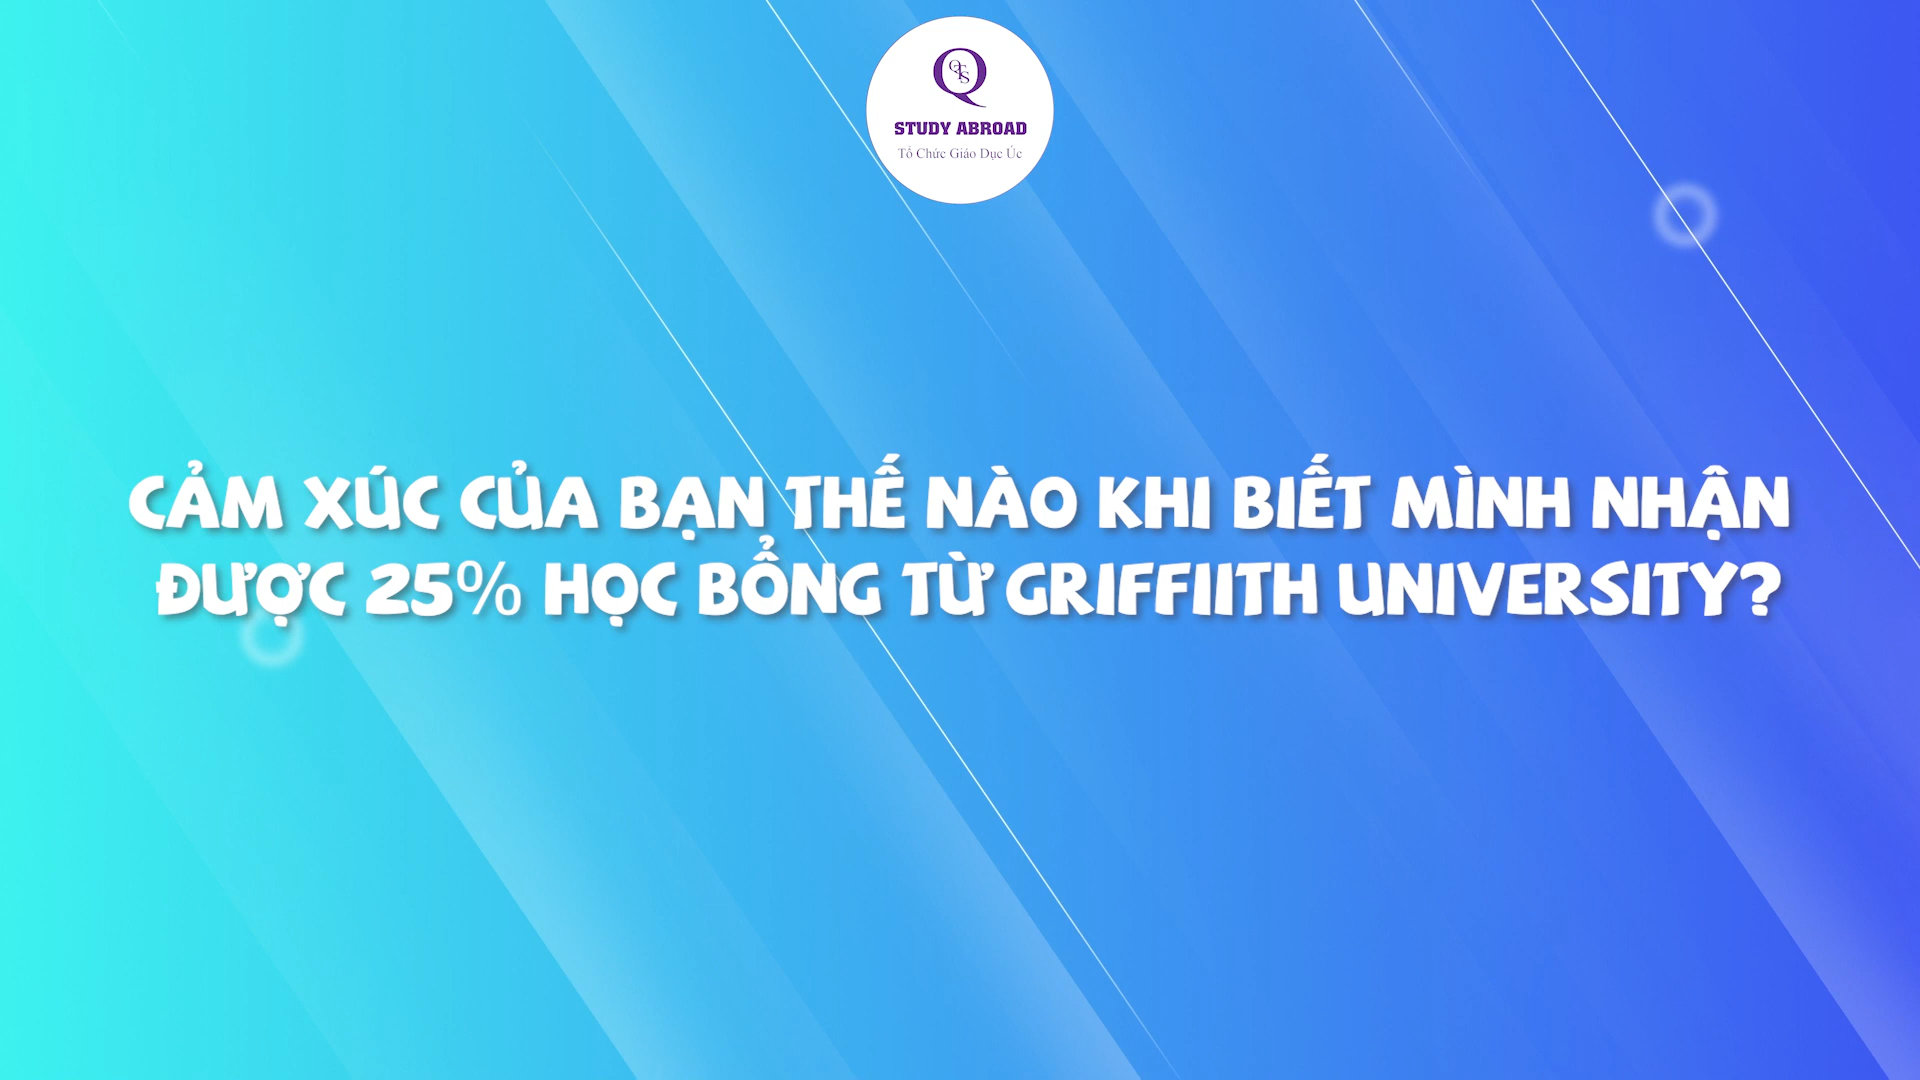 QTS
STUDY ABROAD
Tổ Chức Giáo Dục Úc
CẢM XÚC CỦA BẠN THẾ NÀO KHI BIẾT MÌNH NHẬN
ĐƯỢC 25% HỌC BỔNG TỪ GRIFFIITH UNIVERSITY?